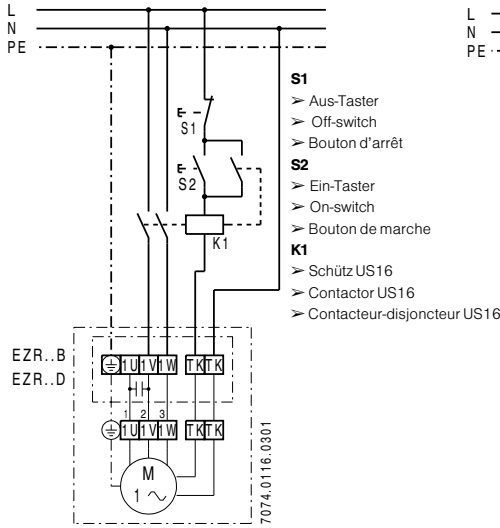 L
N
PE
L
N
PE
S1
➢ Aus-Taster
➢ Off-switch
➢ Bouton d'arrêt
S2
➢ Ein-Taster
➢ On-switch
➢ Bouton de marche
K1
➢ Schütz US16
➢ Contactor US16
➢ Contacteur-disjoncteur US16
E S1
E S2
K1
EZR..B
EZR..D
1U 1V 1W TK TK
1 2 3
1U 1V 1W TK TK
M
1 ~
7074.0116.0301